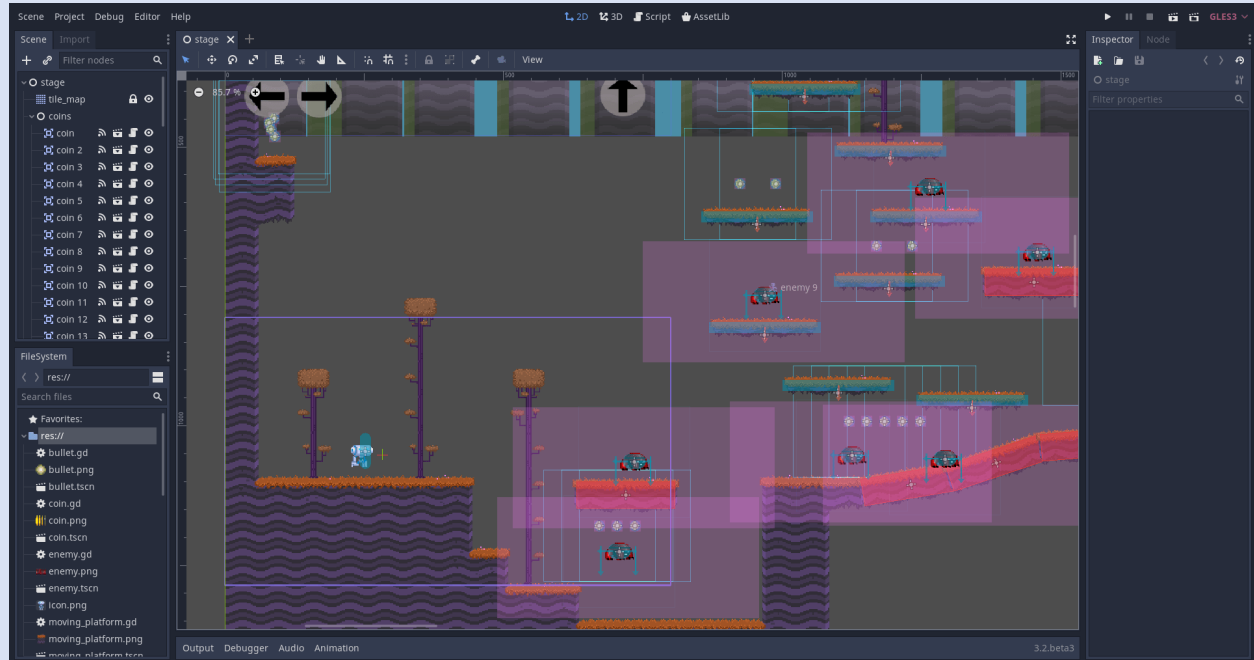 Scene Project Debug Editor Help
2D 3D Script AssetLib
GLES3
Scene Import
Filter nodes
stage
tile_map
coins
coin
coin 2
coin 3
coin 4
coin 5
coin 6
coin 7
coin 8
coin 9
coin 10
coin 11
coin 12
coin 13
FileSystem
res://
Search files
Favorites:
res://
bullet.gd
bullet.png
bullet.tscn
coin.gd
coin.png
coin.tscn
enemy.gd
enemy.png
enemy.tscn
icon.png
moving_platform.gd
moving_platform.png
moving_platform.tscn
stage
View
0 500 1000 1500
85.7 %
500
1000
enemy 9
Output Debugger Audio Animation
3.2.beta3
Inspector Node
stage
Filter properties